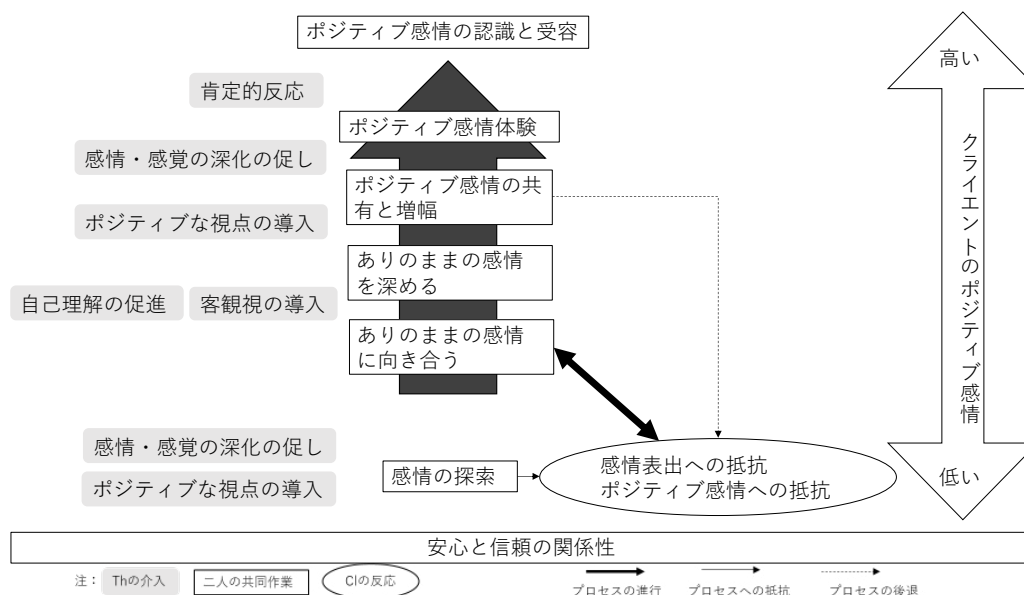 ポジティブ感情の認識と受容
高い
肯定的反応
ポジティブ感情体験
感情・感覚の深化の促し
ポジティブ感情の共
有と増幅
ポジティブな視点の導入
ありのままの感情
を深める
自己理解の促進
客観視の導入
ありのままの感情
に向き合う
クライエントのポジティブ感情
感情・感覚の深化の促し
ポジティブな視点の導入
感情の探索
感情表出への抵抗
ポジティブ感情への抵抗
低い
安心と信頼の関係性
注：
Thの介入
二人の共同作業
Clの反応
プロセスの進行
プロセスへの抵抗
プロセスの後退